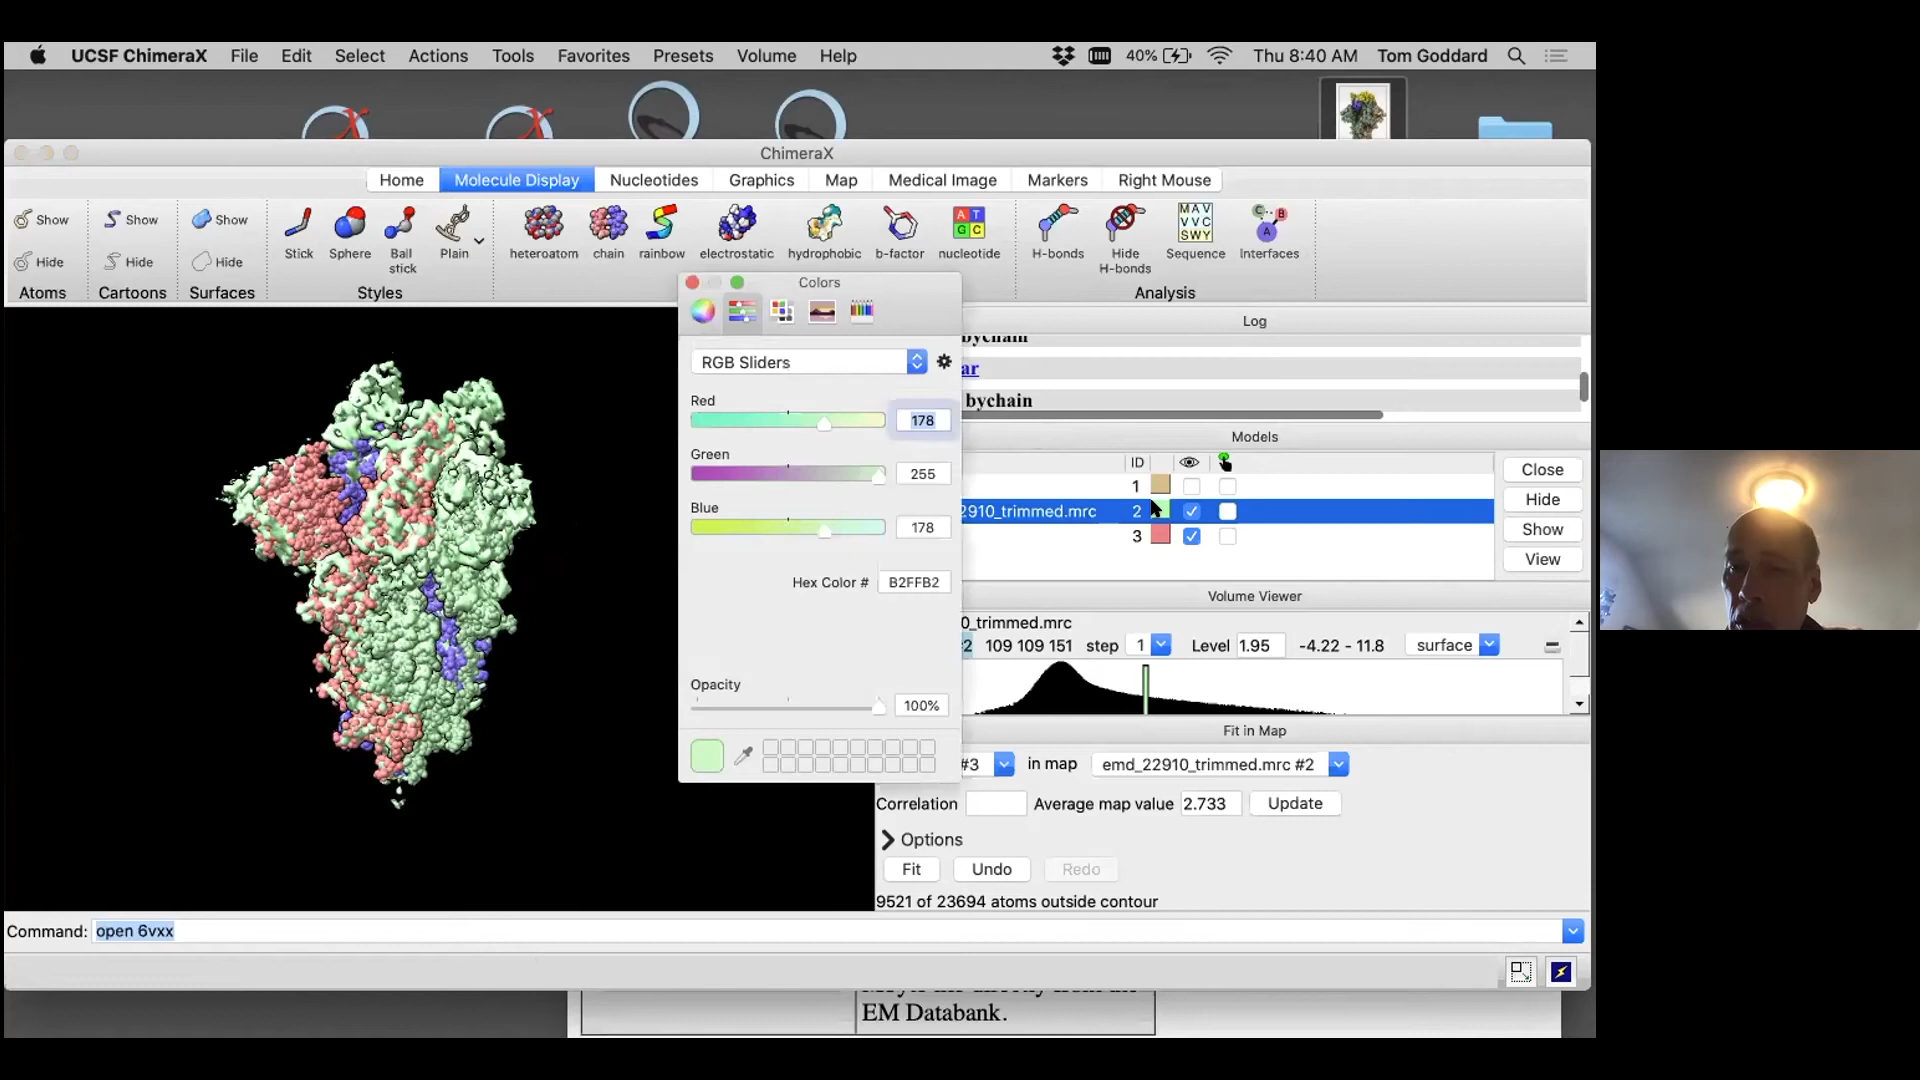 UCSF ChimeraX File Edit Select Actions Tools Favorites Presets Volume Help 40% Thu 8:40 AM Tom Goddard
ChimeraX
Home Molecule Display Nucleotides Graphics Map Medical Image Markers Right Mouse
Show Show Show
Hide Hide Hide
Stick Sphere Ball stick Plain heteroatom chain rainbow electrostatic hydrophobic b-factor nucleotide H-bonds Hide H-bonds Sequence Interfaces
A T
G C
MAV
VVC
SWY
C B
A
Atoms Cartoons Surfaces Styles Analysis
Colors
RGB Sliders
Red
178
Green
255
Blue
178
Hex Color # B2FFB2
Opacity
100%
Log
bychain
ar
bychain
Models
ID
1
2910_trimmed.mrc 2
3
Close
Hide
Show
View
Volume Viewer
0_trimmed.mrc
2 109 109 151 step 1 Level 1.95 -4.22 - 11.8 surface
Fit in Map
#3 in map emd_22910_trimmed.mrc #2
Correlation Average map value 2.733 Update
Options
Fit Undo Redo
9521 of 23694 atoms outside contour
Command: open 6vxx
EM Databank.